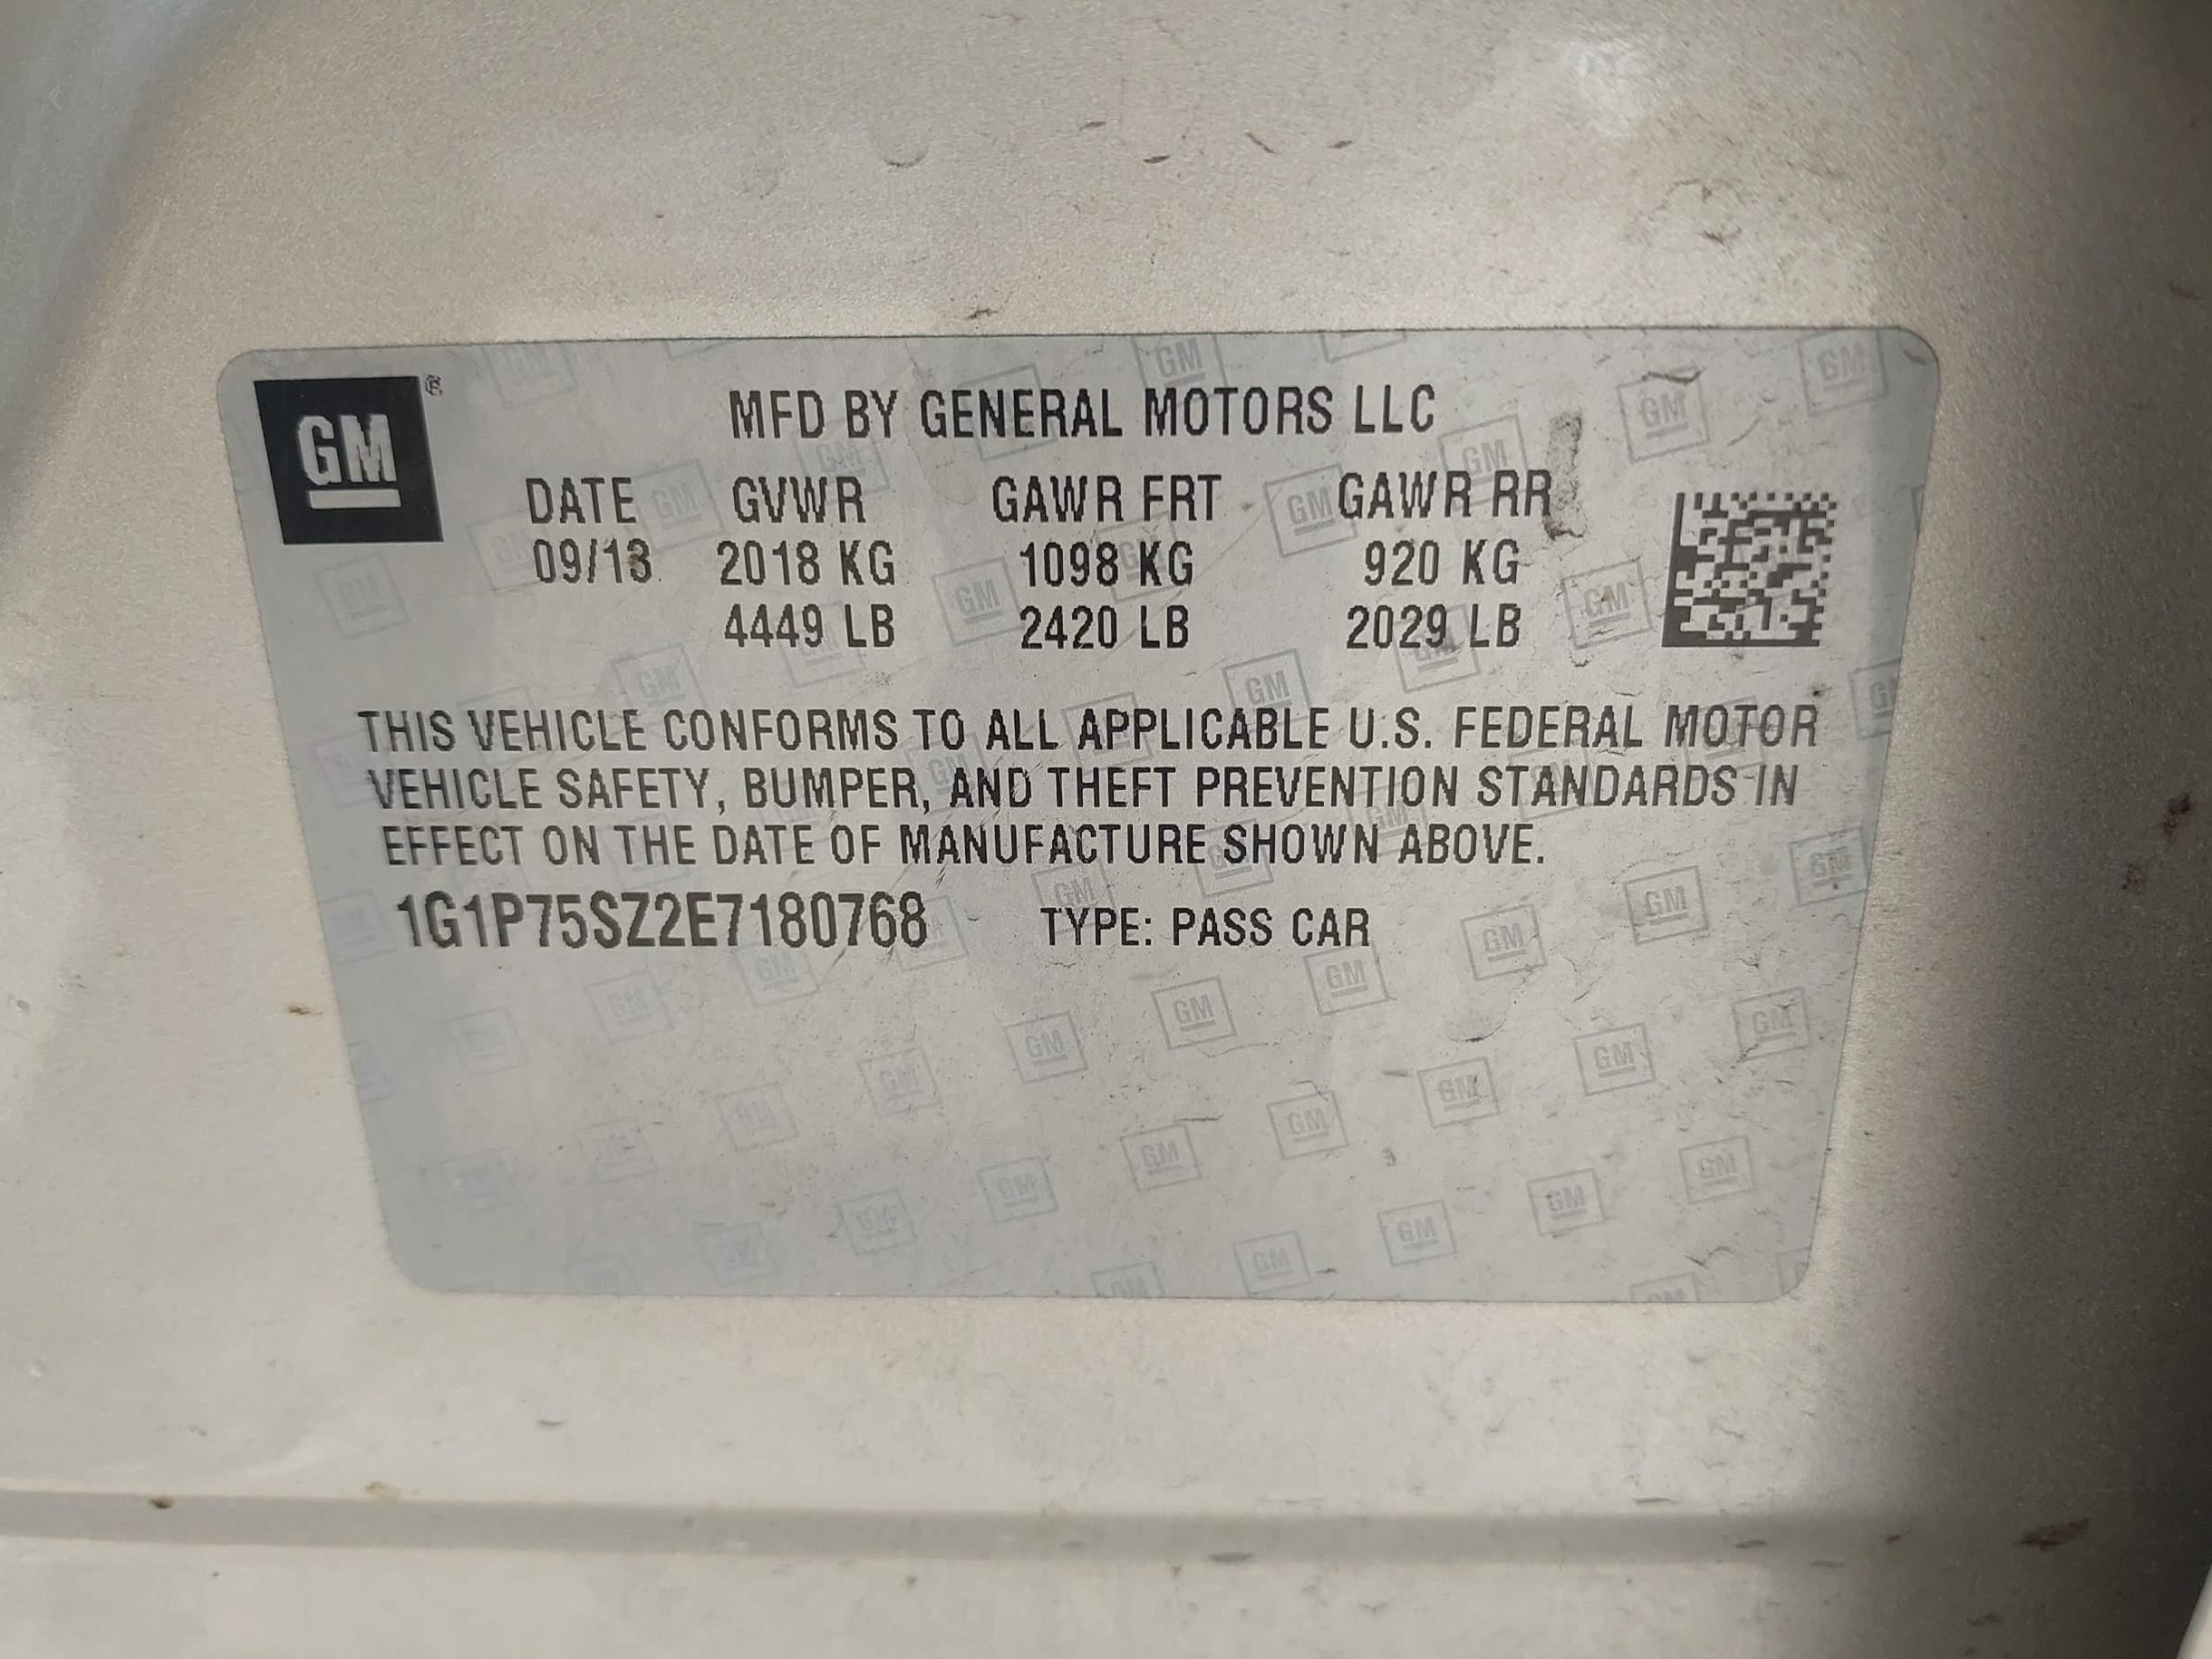 GM ®
MFD BY GENERAL MOTORS LLC
DATE GVWR GAWR FRT GAWR RR
09/13 2018 KG 1098 KG 920 KG
4449 LB 2420 LB 2029 LB
THIS VEHICLE CONFORMS TO ALL APPLICABLE U.S. FEDERAL MOTOR
VEHICLE SAFETY, BUMPER, AND THEFT PREVENTION STANDARDS IN
EFFECT ON THE DATE OF MANUFACTURE SHOWN ABOVE.
1G1P75SZ2E7180768 TYPE: PASS CAR